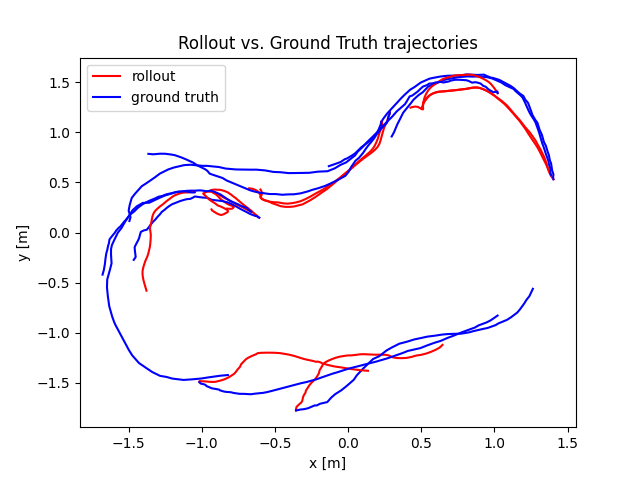 Rollout vs. Ground Truth trajectories
rollout
ground truth
1.5
1.0
0.5
0.0
−0.5
−1.0
−1.5
y [m]
−1.5 −1.0 −0.5 0.0 0.5 1.0 1.5
x [m]